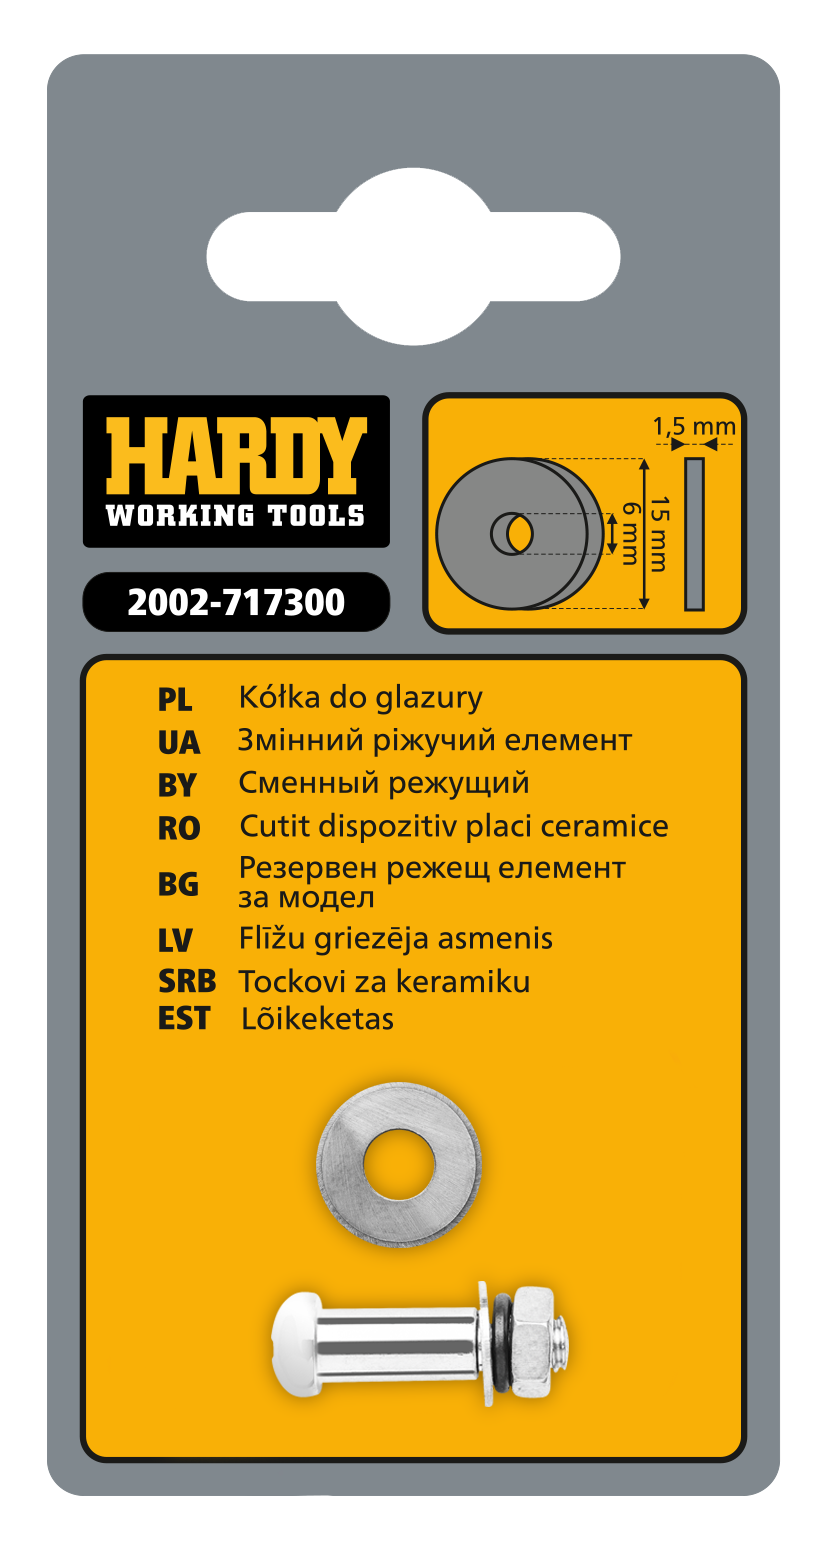 HARDY
WORKING TOOLS
2002-717300
1,5 mm
6 mm
15 mm
PL Kółka do glazury
UA Змінний ріжучий елемент
BY Сменный режущий
RO Cutit dispozitiv placi ceramice
BG Резервен режещ елемент
за модел
LV Flīžu griezēja asmenis
SRB Tockovi za keramiku
EST Lõikeketas